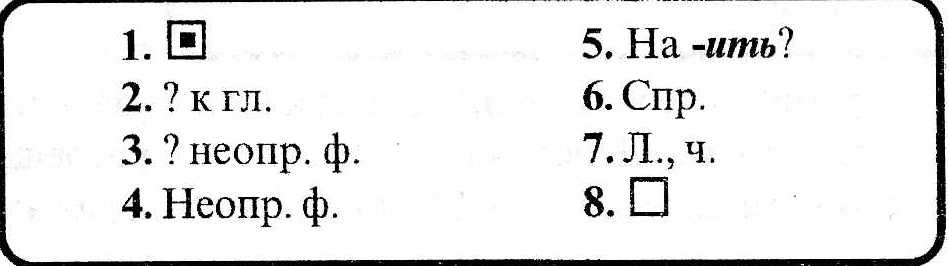 1. ▣
2. ? к гл.
3. ? неопр. ф.
4. Неопр. ф.
5. На -ить?
6. Спр.
7. Л., ч.
8. □